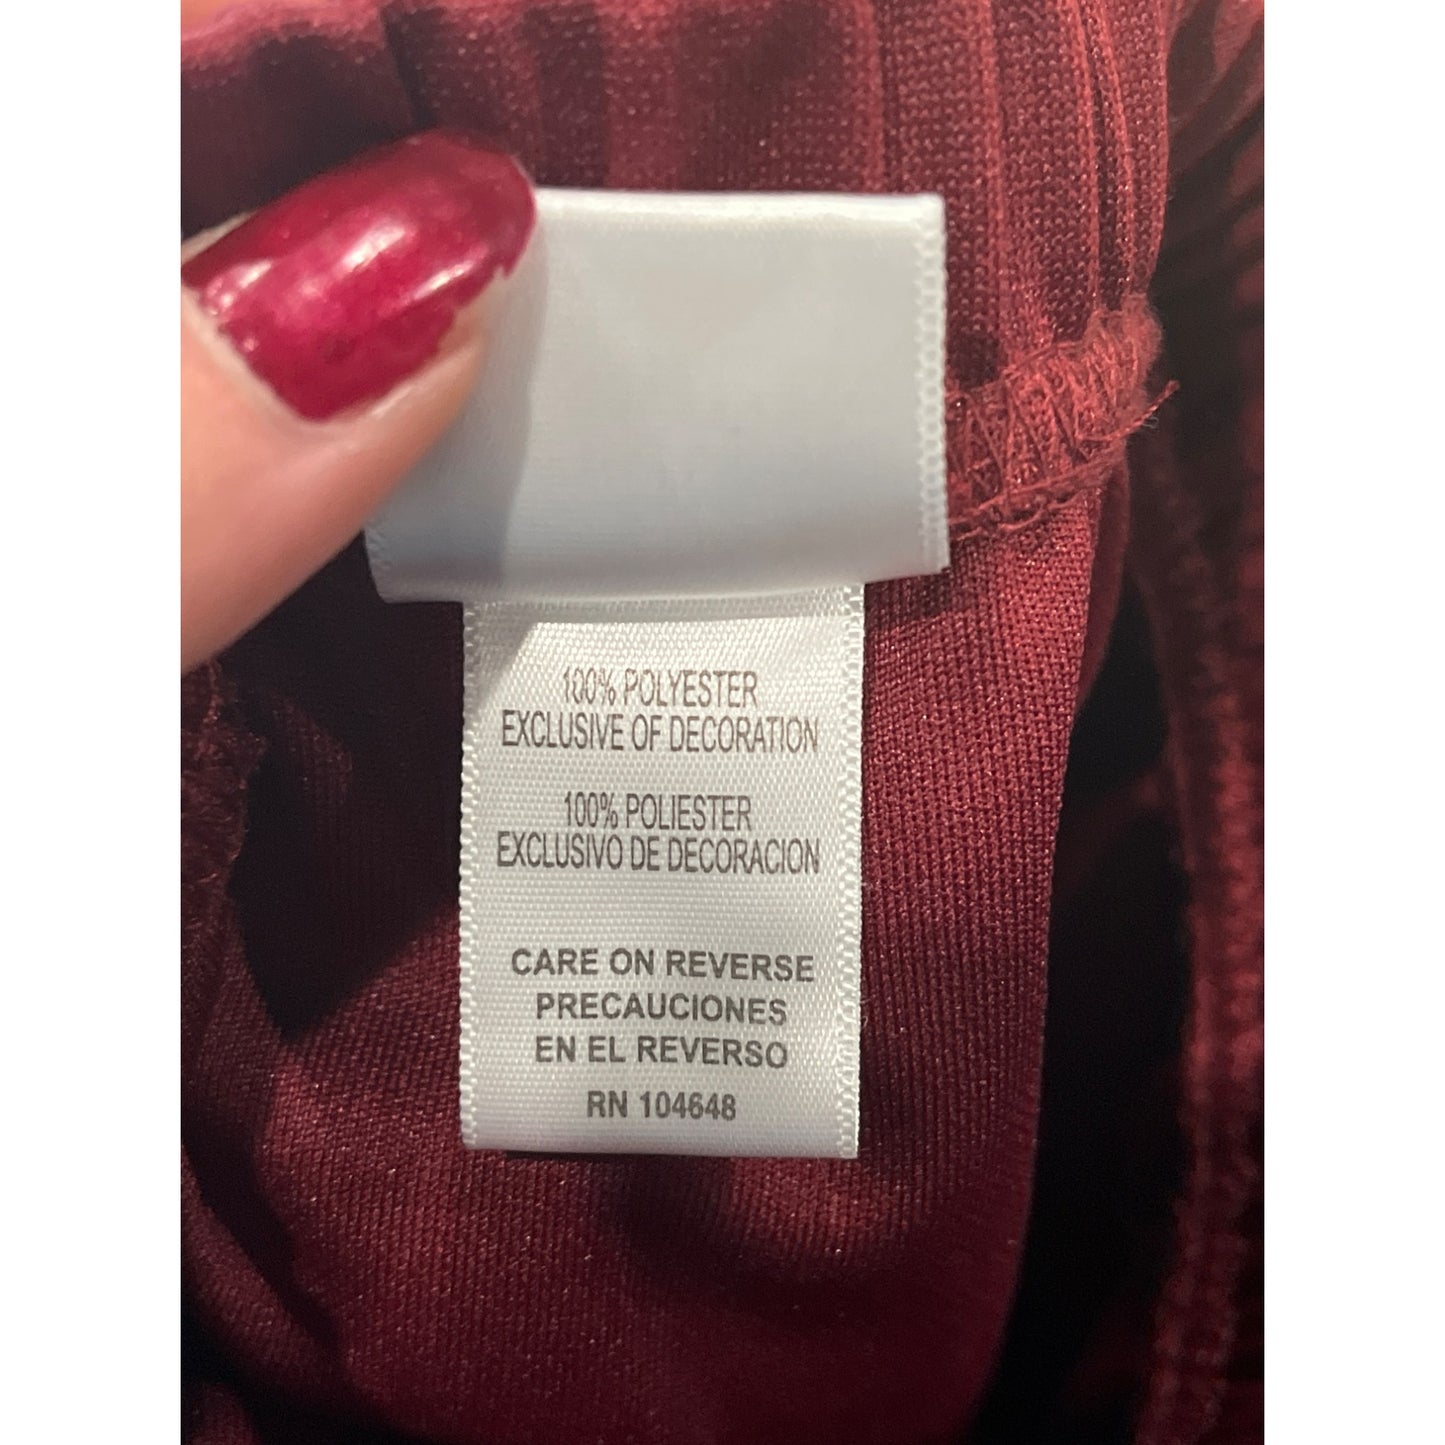 100% POLYESTER
EXCLUSIVE OF DECORATION
100% POLIESTER
EXCLUSIVO DE DECORACION
CARE ON REVERSE
PRECAUCIONES
EN EL REVERSO
RN 104648